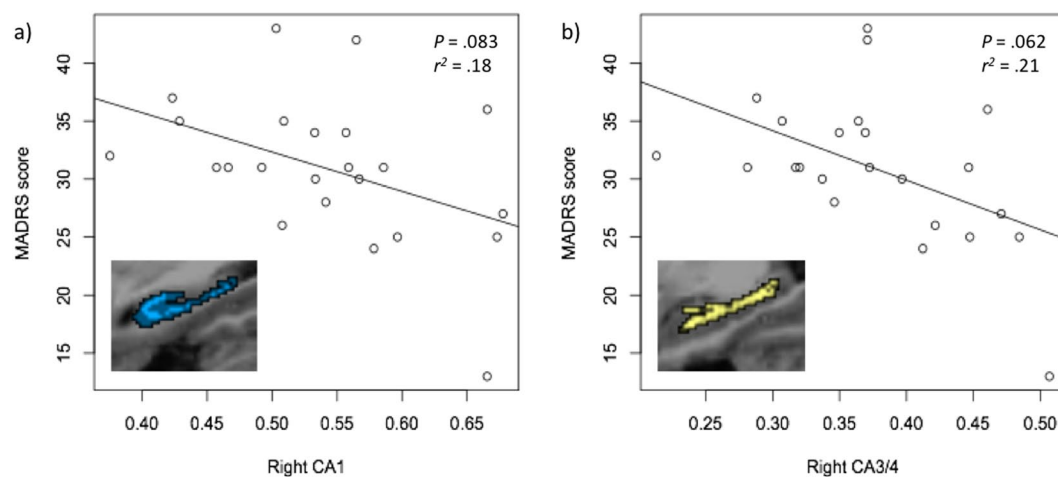 a)
P = .083
r² = .18
MADRS score
40
35
30
25
20
15
0.40 0.45 0.50 0.55 0.60 0.65
Right CA1
b)
P = .062
r² = .21
MADRS score
40
35
30
25
20
15
0.25 0.30 0.35 0.40 0.45 0.50
Right CA3/4